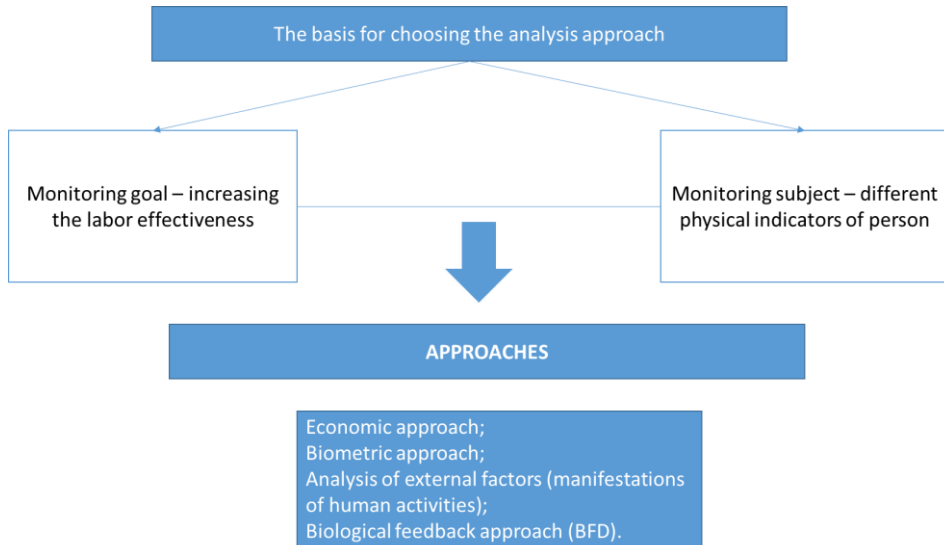 The basis for choosing the analysis approach
Monitoring goal – increasing
the labor effectiveness
Monitoring subject – different
physical indicators of person
APPROACHES
Economic approach;
Biometric approach;
Analysis of external factors (manifestations
of human activities);
Biological feedback approach (BFD).